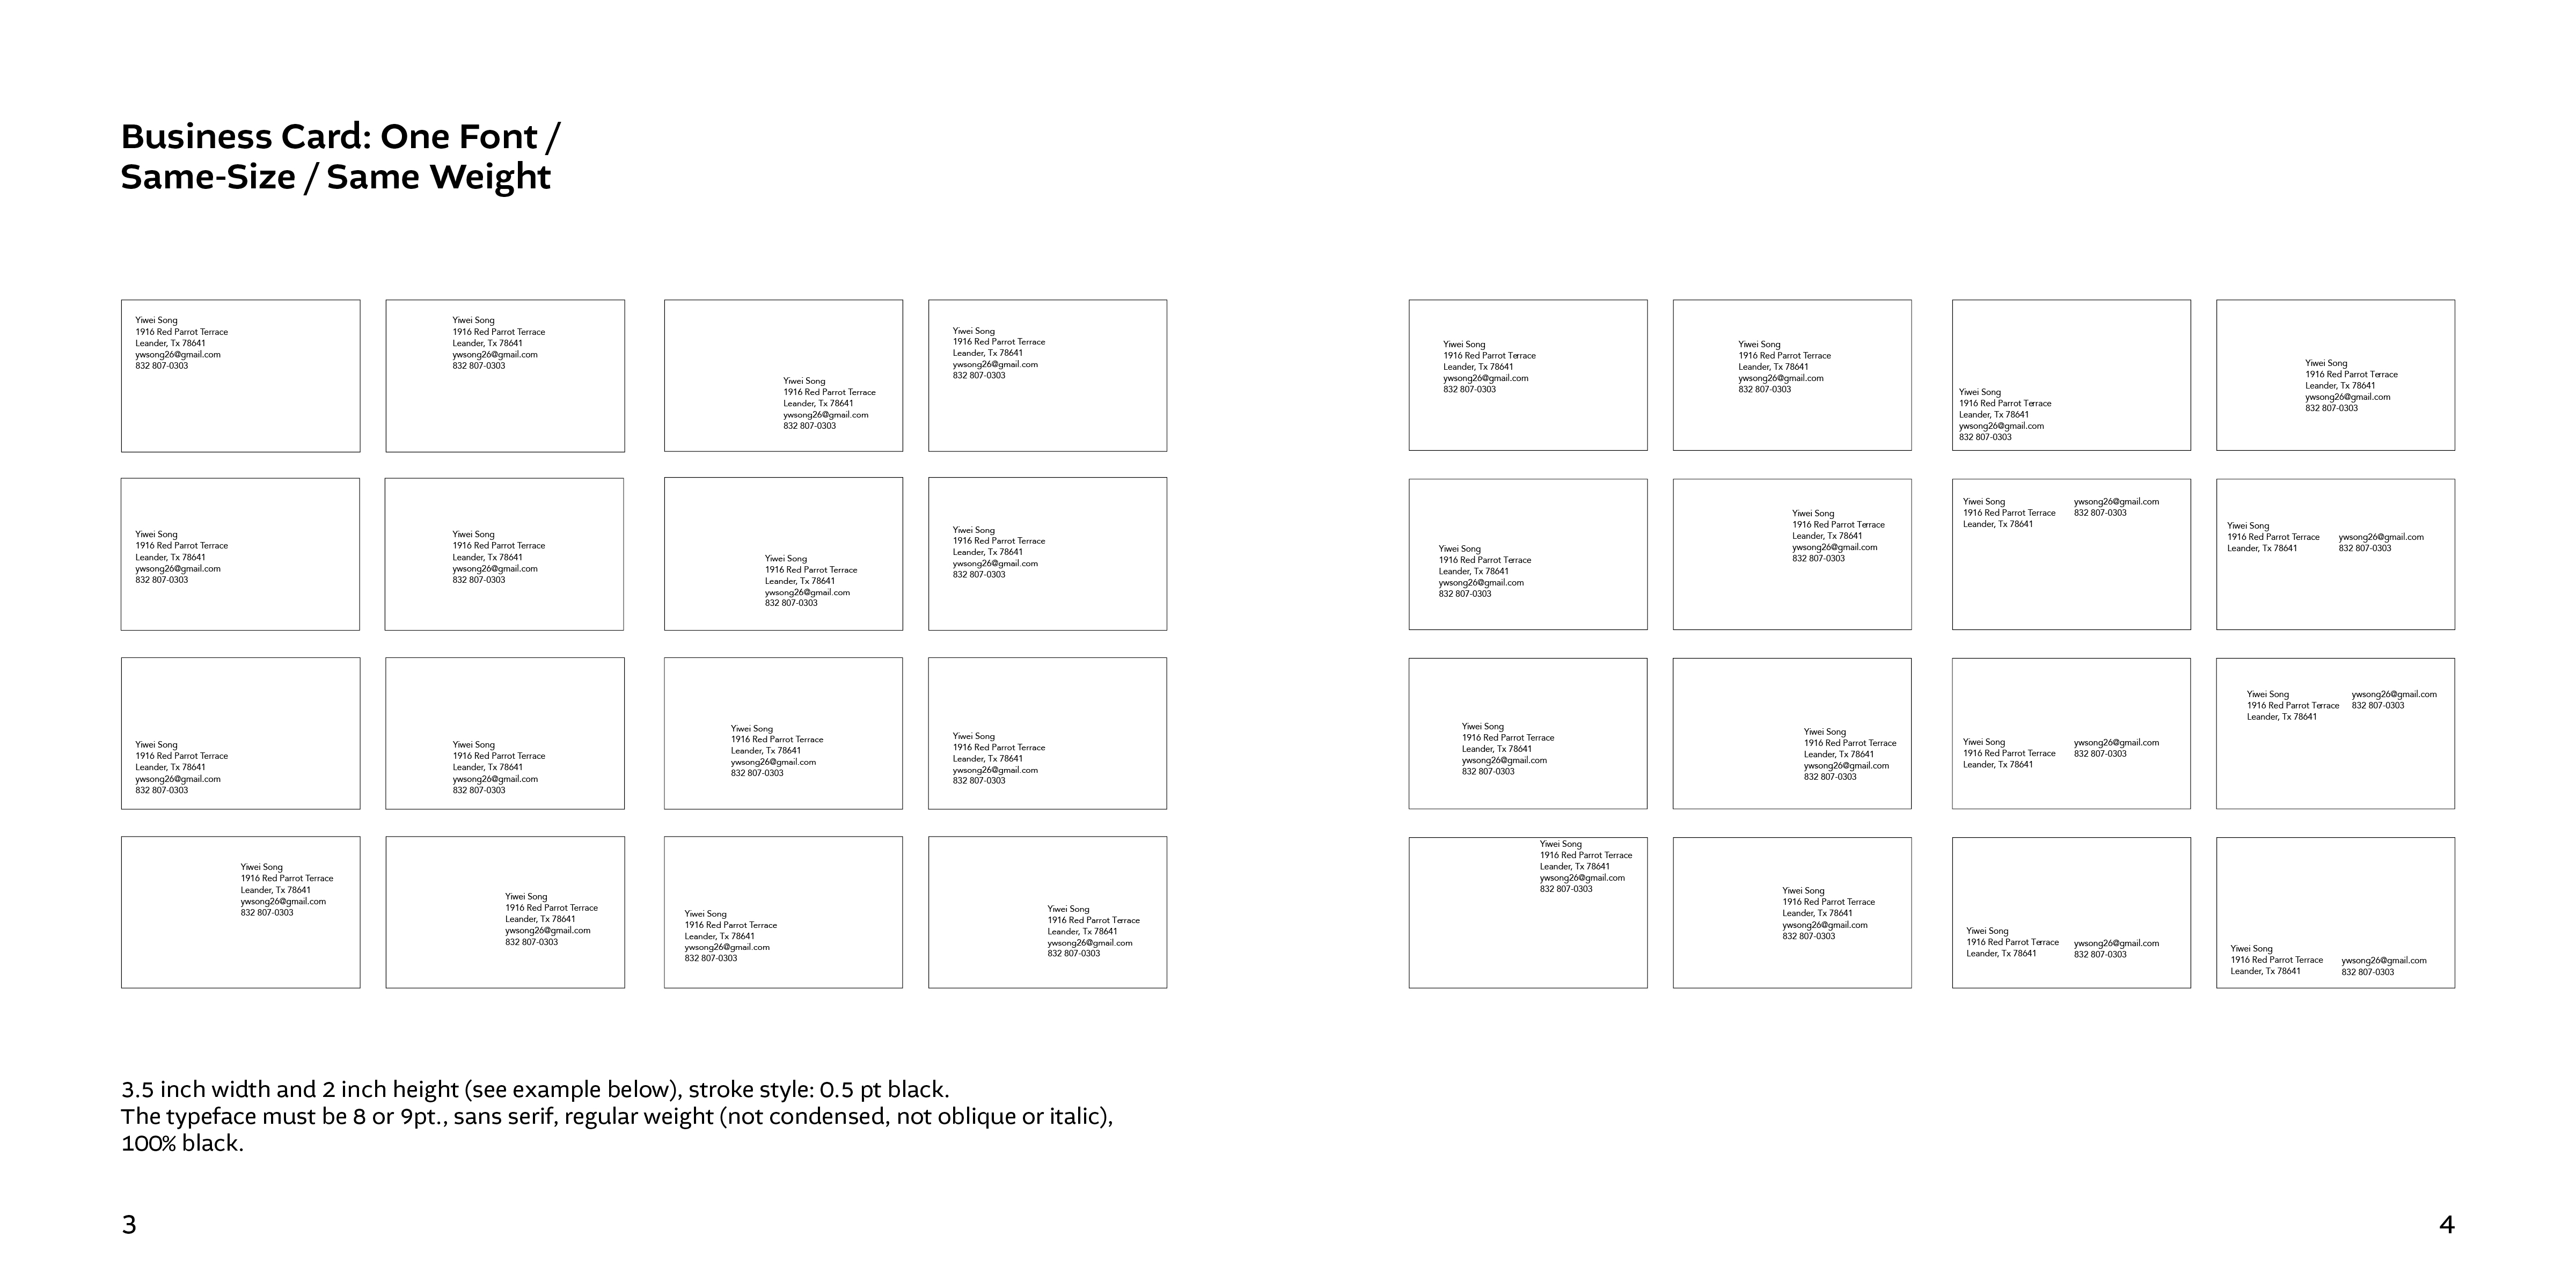 Business Card: One Font /
Same-Size / Same Weight
Yiwei Song
1916 Red Parrot Terrace
Leander, Tx 78641
ywsong26@gmail.com
832 807-0303
Yiwei Song
1916 Red Parrot Terrace
Leander, Tx 78641
ywsong26@gmail.com
832 807-0303
Yiwei Song
1916 Red Parrot Terrace
Leander, Tx 78641
ywsong26@gmail.com
832 807-0303
Yiwei Song
1916 Red Parrot Terrace
Leander, Tx 78641
ywsong26@gmail.com
832 807-0303
Yiwei Song
1916 Red Parrot Terrace
Leander, Tx 78641
ywsong26@gmail.com
832 807-0303
Yiwei Song
1916 Red Parrot Terrace
Leander, Tx 78641
ywsong26@gmail.com
832 807-0303
Yiwei Song
1916 Red Parrot Terrace
Leander, Tx 78641
ywsong26@gmail.com
832 807-0303
Yiwei Song
1916 Red Parrot Terrace
Leander, Tx 78641
ywsong26@gmail.com
832 807-0303
Yiwei Song
1916 Red Parrot Terrace
Leander, Tx 78641
ywsong26@gmail.com
832 807-0303
Yiwei Song
1916 Red Parrot Terrace
Leander, Tx 78641
ywsong26@gmail.com
832 807-0303
Yiwei Song
1916 Red Parrot Terrace
Leander, Tx 78641
ywsong26@gmail.com
832 807-0303
Yiwei Song
1916 Red Parrot Terrace
Leander, Tx 78641
ywsong26@gmail.com
832 807-0303
Yiwei Song
1916 Red Parrot Terrace
Leander, Tx 78641
ywsong26@gmail.com
832 807-0303
Yiwei Song
1916 Red Parrot Terrace
Leander, Tx 78641
ywsong26@gmail.com
832 807-0303
Yiwei Song
1916 Red Parrot Terrace
Leander, Tx 78641
ywsong26@gmail.com
832 807-0303
Yiwei Song
1916 Red Parrot Terrace
Leander, Tx 78641
ywsong26@gmail.com
832 807-0303
3.5 inch width and 2 inch height (see example below), stroke style: 0.5 pt black.
The typeface must be 8 or 9pt., sans serif, regular weight (not condensed, not oblique or italic),
100% black.
3
Yiwei Song
1916 Red Parrot Terrace
Leander, Tx 78641
ywsong26@gmail.com
832 807-0303
Yiwei Song
1916 Red Parrot Terrace
Leander, Tx 78641
ywsong26@gmail.com
832 807-0303
Yiwei Song
1916 Red Parrot Terrace
Leander, Tx 78641
ywsong26@gmail.com
832 807-0303
Yiwei Song
1916 Red Parrot Terrace
Leander, Tx 78641
ywsong26@gmail.com
832 807-0303
Yiwei Song
1916 Red Parrot Terrace
Leander, Tx 78641
ywsong26@gmail.com
832 807-0303
Yiwei Song
1916 Red Parrot Terrace
Leander, Tx 78641
ywsong26@gmail.com
832 807-0303
Yiwei Song
1916 Red Parrot Terrace
Leander, Tx 78641
ywsong26@gmail.com
832 807-0303
Yiwei Song
1916 Red Parrot Terrace
Leander, Tx 78641
ywsong26@gmail.com
832 807-0303
Yiwei Song
1916 Red Parrot Terrace
Leander, Tx 78641
ywsong26@gmail.com
832 807-0303
Yiwei Song
1916 Red Parrot Terrace
Leander, Tx 78641
ywsong26@gmail.com
832 807-0303
Yiwei Song
1916 Red Parrot Terrace
Leander, Tx 78641
ywsong26@gmail.com
832 807-0303
Yiwei Song
1916 Red Parrot Terrace
Leander, Tx 78641
ywsong26@gmail.com
832 807-0303
Yiwei Song
1916 Red Parrot Terrace
Leander, Tx 78641
ywsong26@gmail.com
832 807-0303
Yiwei Song
1916 Red Parrot Terrace
Leander, Tx 78641
ywsong26@gmail.com
832 807-0303
Yiwei Song
1916 Red Parrot Terrace
Leander, Tx 78641
ywsong26@gmail.com
832 807-0303
Yiwei Song
1916 Red Parrot Terrace
Leander, Tx 78641
ywsong26@gmail.com
832 807-0303
4